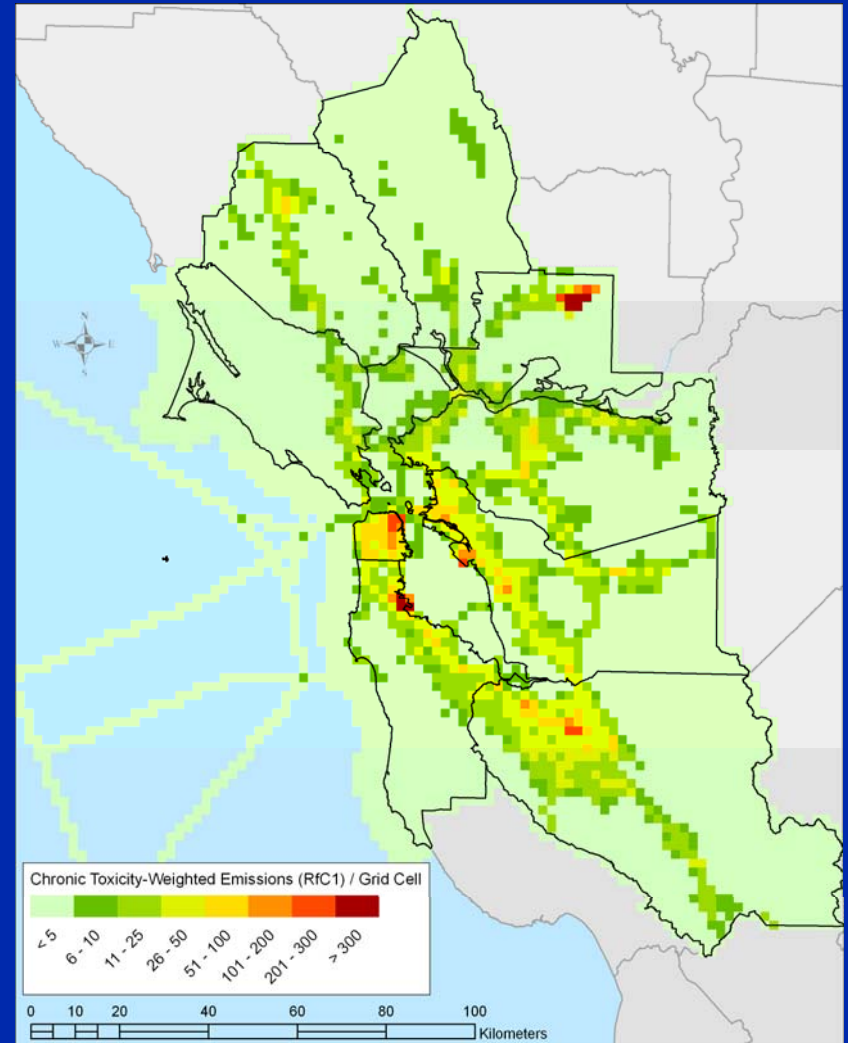 N
W E
S
Chronic Toxicity-Weighted Emissions (RfC1) / Grid Cell
< 5
6 - 10
11 - 25
26 - 50
51 - 100
101 - 200
201 - 300
> 300
0 10 20 40 60 80 100
Kilometers